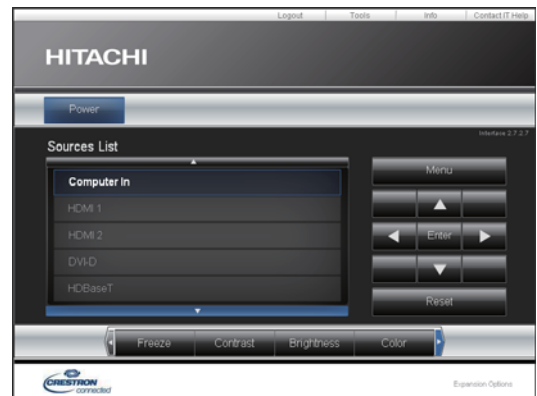 Logout Tools Info Contact IT Help
HITACHI
Power
Interface 2.7.2.7
Sources List
Computer In
HDMI 1
HDMI 2
DVI-D
HDBaseT
Menu
Enter
Reset
Freeze Contrast Brightness Color
CRESTRON
connected
Expansion Options